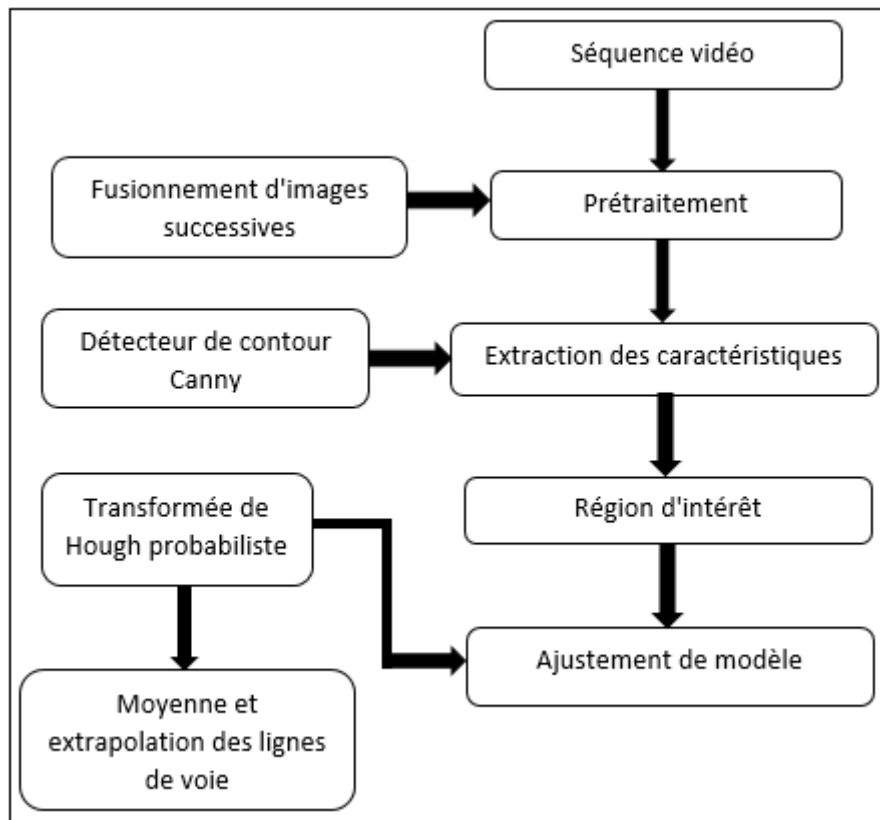 Séquence vidéo
Fusionnement d'images
successives
Prétraitement
Détecteur de contour
Canny
Extraction des caractéristiques
Transformée de
Hough probabiliste
Région d'intérêt
Ajustement de modèle
Moyenne et
extrapolation des lignes
de voie